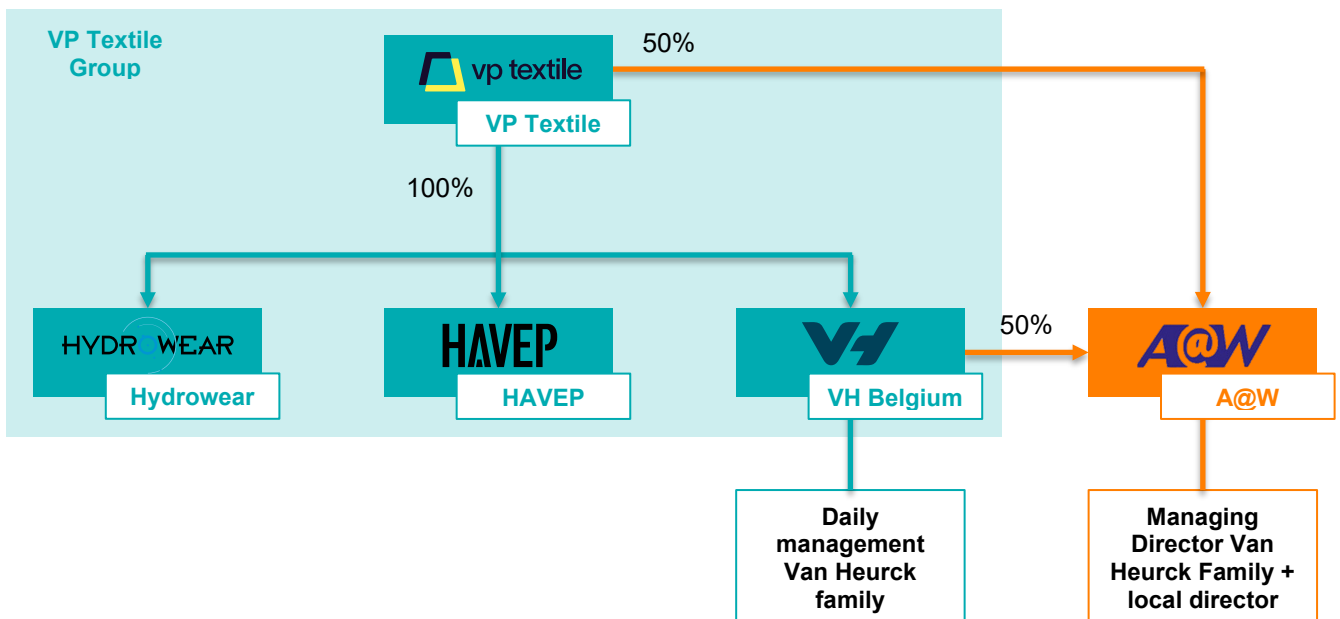 VP Textile
Group
vp textile
VP Textile
50%
100%
HYDROWEAR
Hydrowear
HAVEP
HAVEP
VH
VH Belgium
50%
A@W
A@W
Daily
management
Van Heurck
family
Managing
Director Van
Heurck Family +
local director